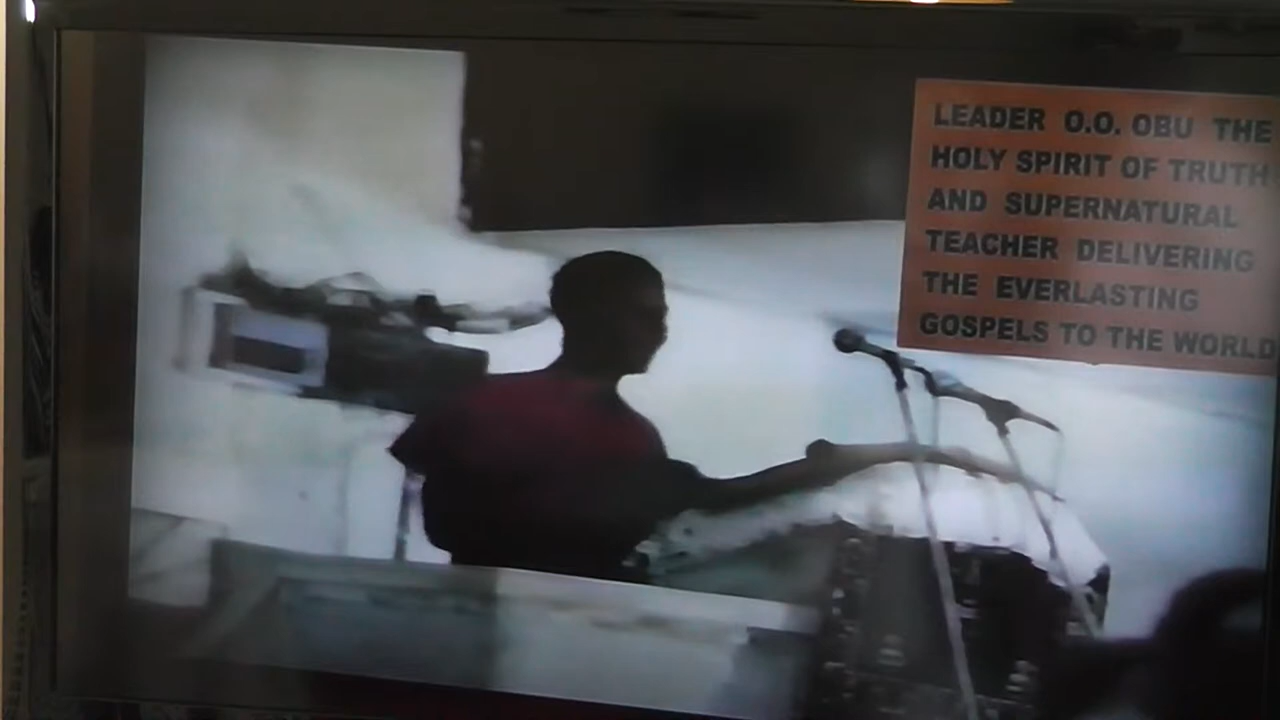 LEADER O.O. OBU THE
HOLY SPIRIT OF TRUTH
AND SUPERNATURAL
TEACHER DELIVERING
THE EVERLASTING
GOSPELS TO THE WORLD